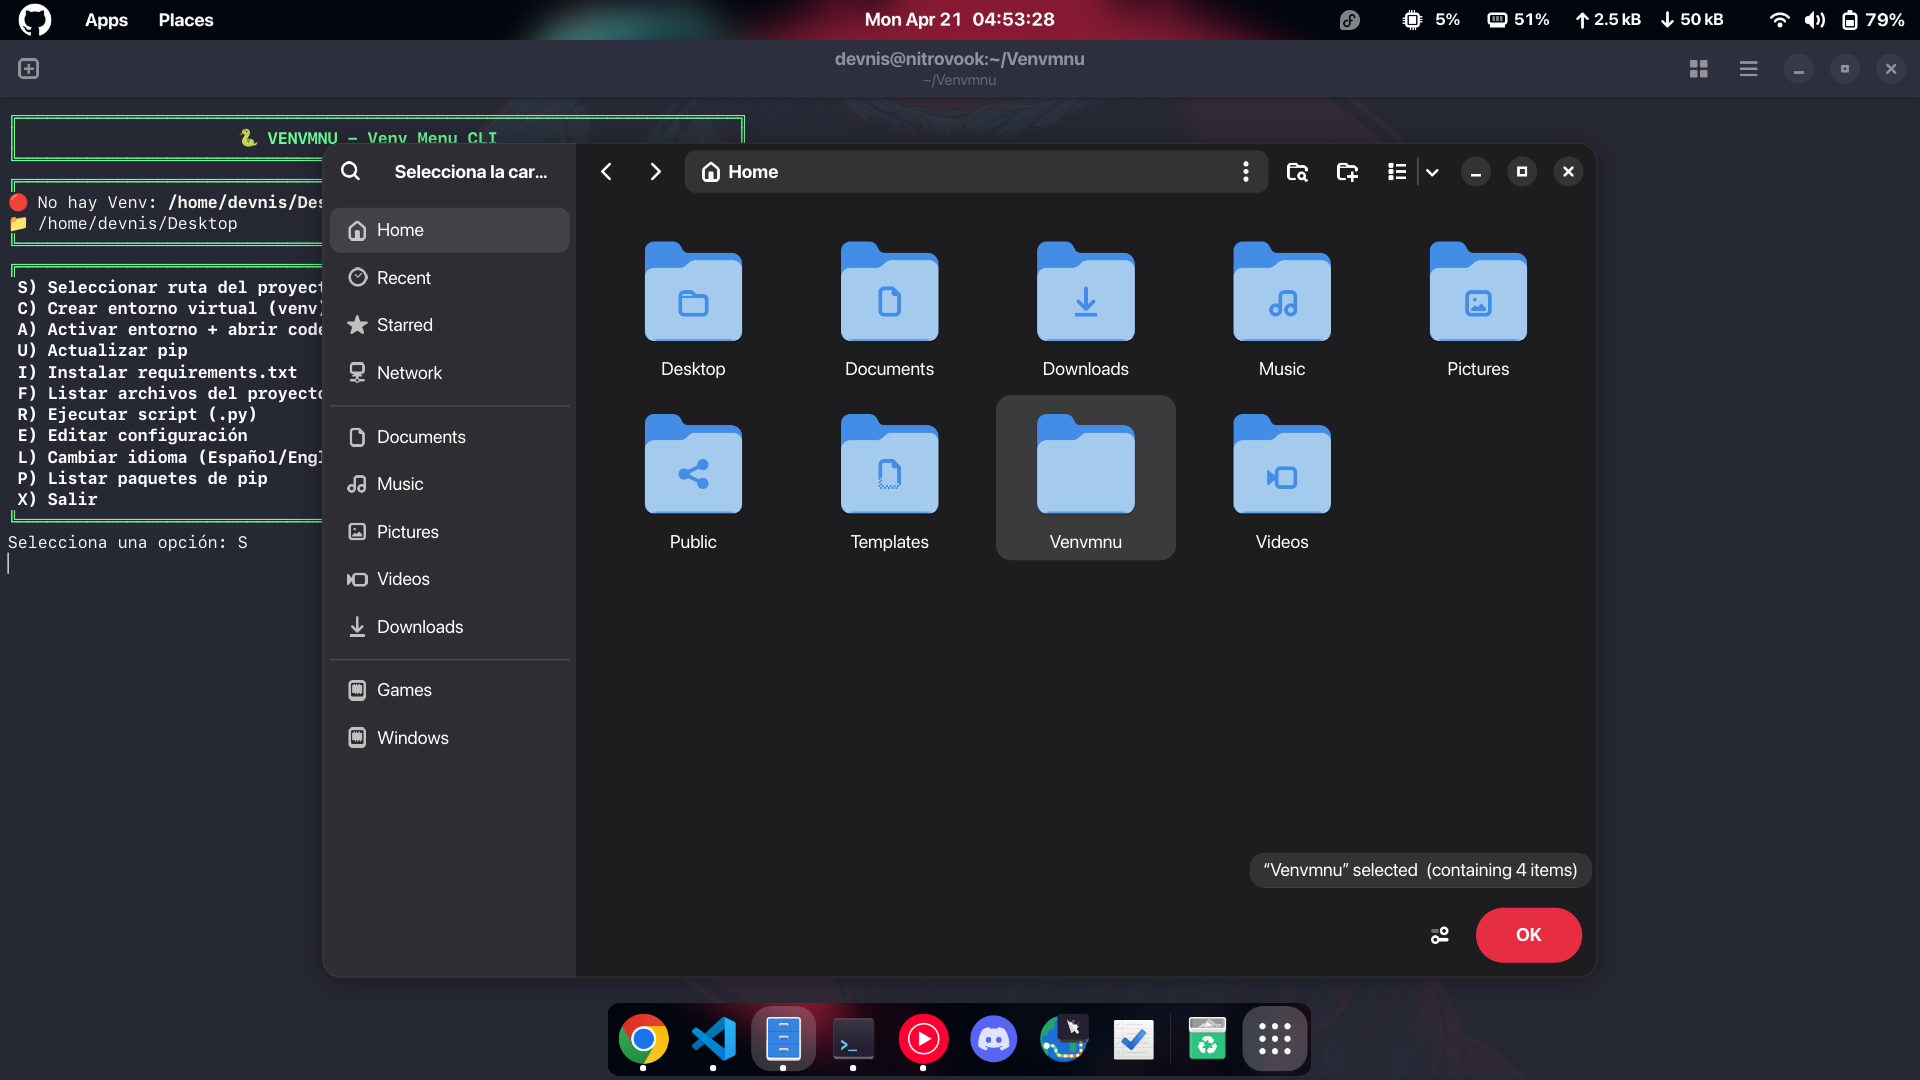 Apps Places
Mon Apr 21 04:53:28
5% 51% 2.5 kB 50 kB 79%
devnis@nitrovook:~/Venvmnu
~/Venvmnu
VENVMNU – Venv Menu CLI
No hay Venv: /home/devnis/Des
/home/devnis/Desktop
S) Seleccionar ruta del proyect
C) Crear entorno virtual (venv)
A) Activar entorno + abrir code
U) Actualizar pip
I) Instalar requirements.txt
F) Listar archivos del proyecto
R) Ejecutar script (.py)
E) Editar configuración
L) Cambiar idioma (Español/Engl
P) Listar paquetes de pip
X) Salir
Selecciona una opción: S
Selecciona la car...
Home
Recent
Starred
Network
Documents
Music
Pictures
Videos
Downloads
Games
Windows
Home
Desktop Documents Downloads Music Pictures
Public Templates Venvmnu Videos
“Venvmnu” selected (containing 4 items)
OK